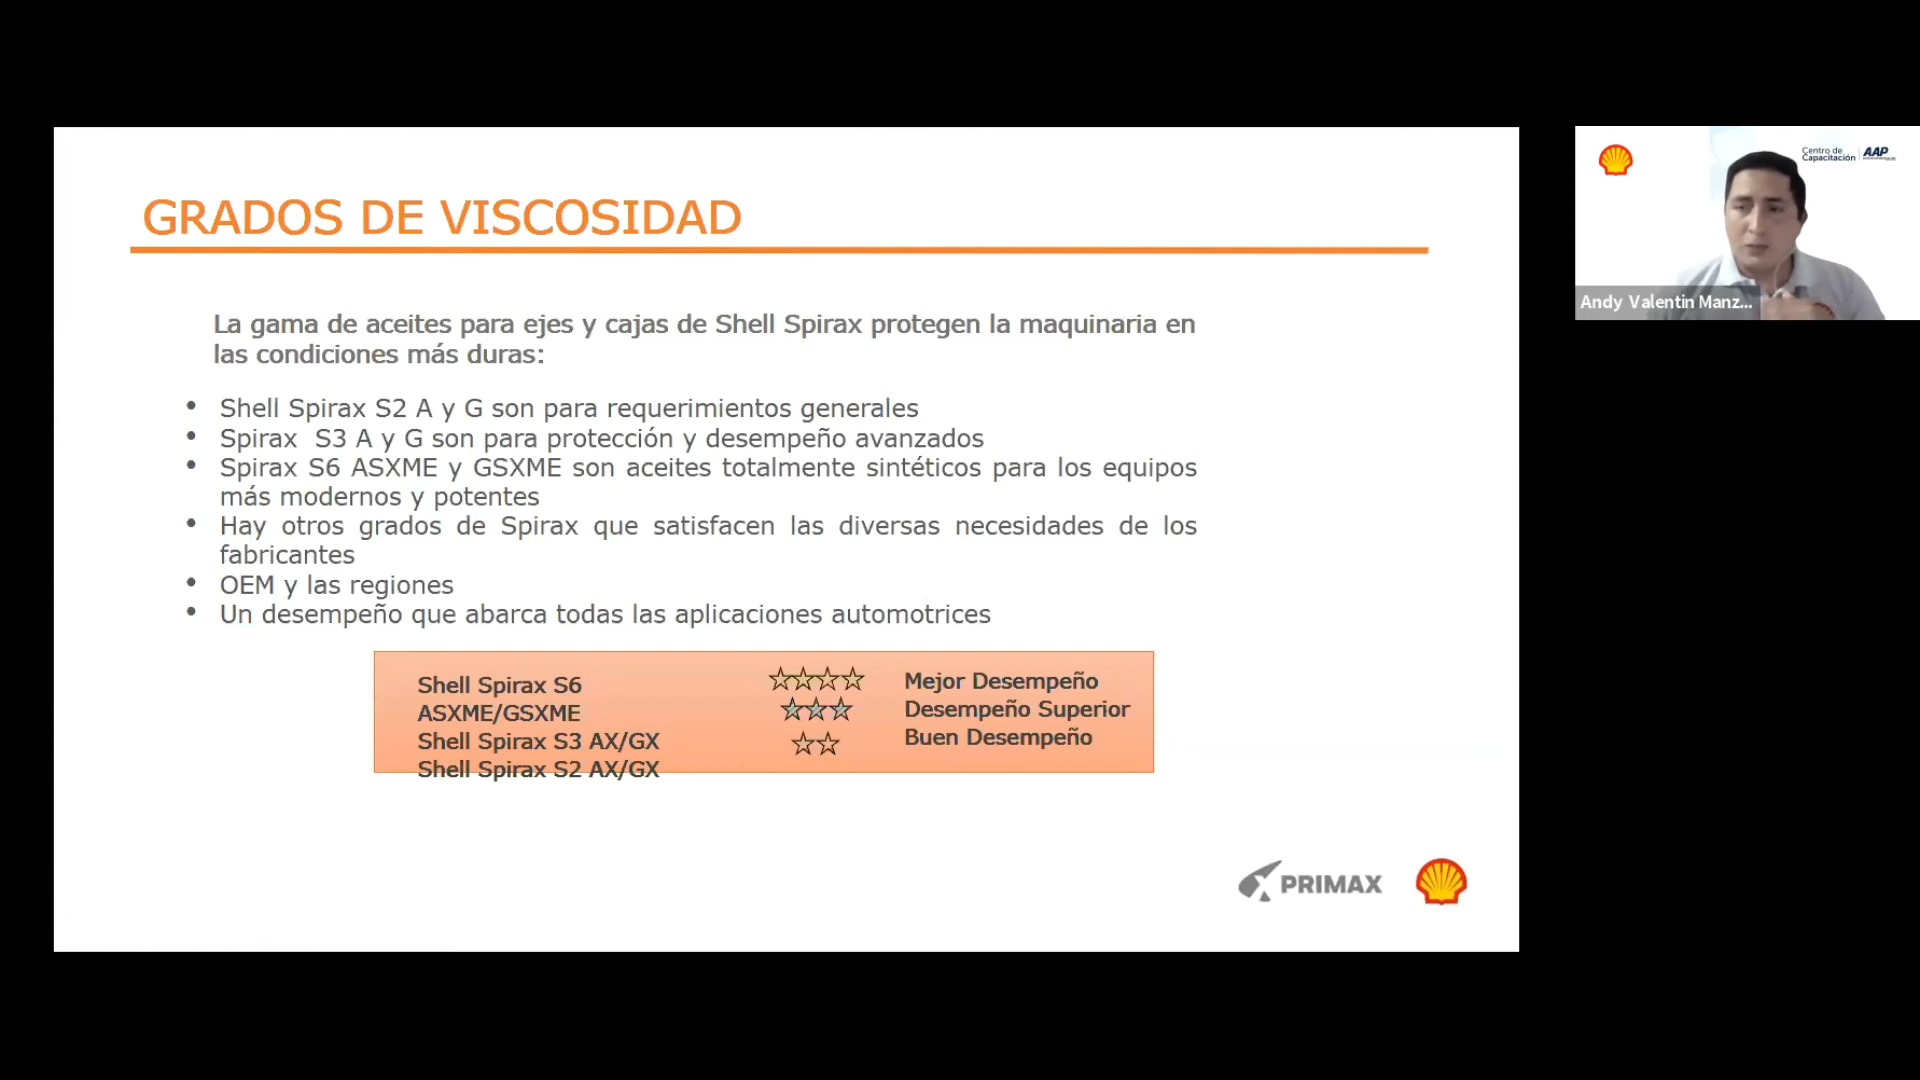 GRADOS DE VISCOSIDAD
La gama de aceites para ejes y cajas de Shell Spirax protegen la maquinaria en
las condiciones más duras:
• Shell Spirax S2 A y G son para requerimientos generales
• Spirax S3 A y G son para protección y desempeño avanzados
• Spirax S6 ASXME y GSXME son aceites totalmente sintéticos para los equipos
más modernos y potentes
• Hay otros grados de Spirax que satisfacen las diversas necesidades de los
fabricantes
• OEM y las regiones
• Un desempeño que abarca todas las aplicaciones automotrices
Shell Spirax S6
ASXME/GSXME
Shell Spirax S3 AX/GX
Shell Spirax S2 AX/GX
Mejor Desempeño
Desempeño Superior
Buen Desempeño
PRIMAX
Centro de
Capacitación
AAP
Andy Valentin Manz...